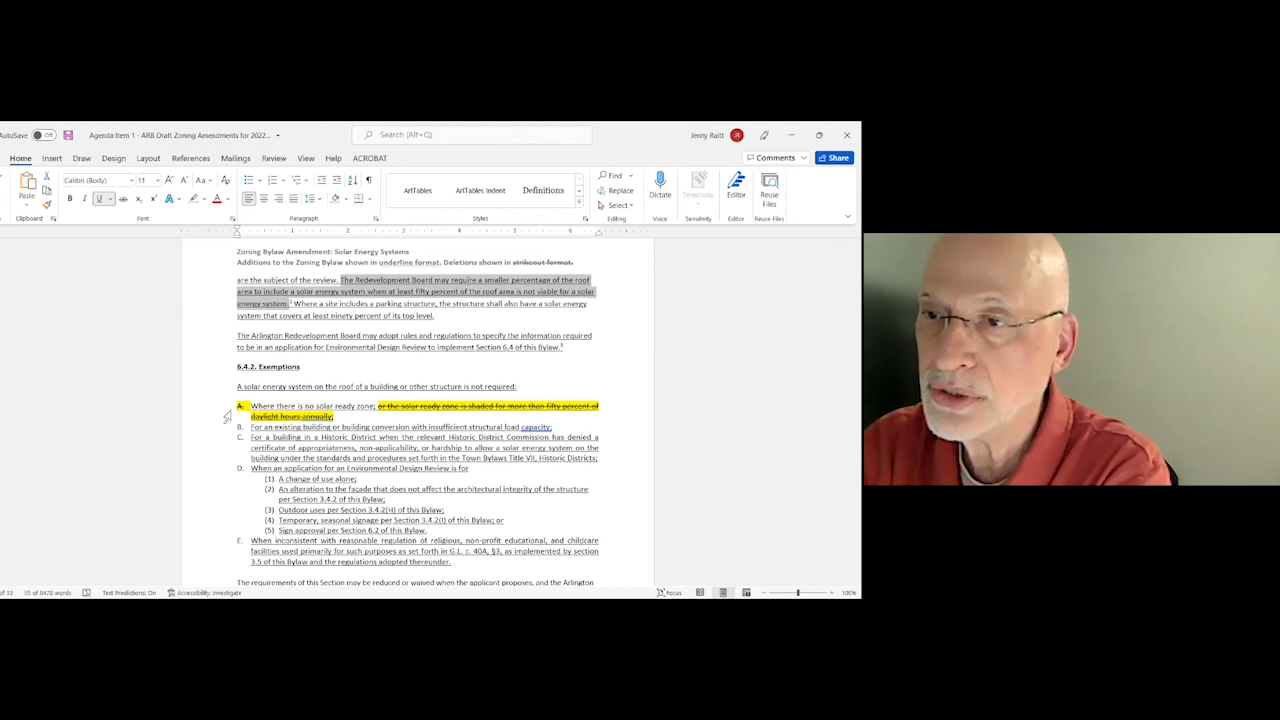 AutoSave Off Agenda Item 1 - ARB Draft Zoning Amendments for 2022... Search (Alt+Q) Jenny Raitt
Home Insert Draw Design Layout References Mailings Review View Help ACROBAT Comments Share
Calibri (Body) 11 Aa ArtTables ArtTables Indent Definitions Find Replace Select
Paste Dictate Sensitivity Editor Reuse Files
Clipboard Font Paragraph Styles Editing Voice Sensitivity Editor Reuse Files
1 2 3 4 5 6
Zoning Bylaw Amendment: Solar Energy Systems
Additions to the Zoning Bylaw shown in underline format. Deletions shown in strikeout format.
are the subject of the review. The Redevelopment Board may require a smaller percentage of the roof
area to include a solar energy system when at least fifty percent of the roof area is not viable for a solar
energy system.2 Where a site includes a parking structure, the structure shall also have a solar energy
system that covers at least ninety percent of its top level.
The Arlington Redevelopment Board may adopt rules and regulations to specify the information required
to be in an application for Environmental Design Review to implement Section 6.4 of this Bylaw.3
6.4.2. Exemptions
A solar energy system on the roof of a building or other structure is not required:
A. Where there is no solar ready zone; or the solar ready zone is shaded for more than fifty percent of
daylight hours annually;
B. For an existing building or building conversion with insufficient structural load capacity;
C. For a building in a Historic District when the relevant Historic District Commission has denied a
certificate of appropriateness, non-applicability, or hardship to allow a solar energy system on the
building under the standards and procedures set forth in the Town Bylaws Title VII, Historic Districts;
D. When an application for an Environmental Design Review is for
(1) A change of use alone;
(2) An alteration to the façade that does not affect the architectural integrity of the structure
per Section 3.4.2 of this Bylaw;
(3) Outdoor uses per Section 3.4.2(H) of this Bylaw;
(4) Temporary, seasonal signage per Section 3.4.2(I) of this Bylaw; or
(5) Sign approval per Section 6.2 of this Bylaw.
E. When inconsistent with reasonable regulation of religious, non-profit educational, and childcare
facilities used primarily for such purposes as set forth in G.L. c. 40A, §3, as implemented by section
3.5 of this Bylaw and the regulations adopted thereunder.
The requirements of this Section may be reduced or waived when the applicant proposes, and the Arlington
of 33 35 of 8478 words Text Predictions: On Accessibility: Investigate Focus 100%